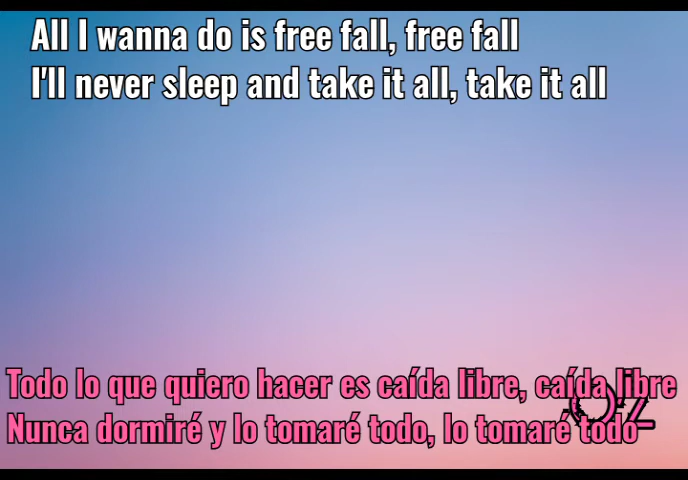 All I wanna do is free fall, free fall
I'll never sleep and take it all, take it all
Todo lo que quiero hacer es caída libre, caída libre
Nunca dormiré y lo tomaré todo, lo tomaré todo